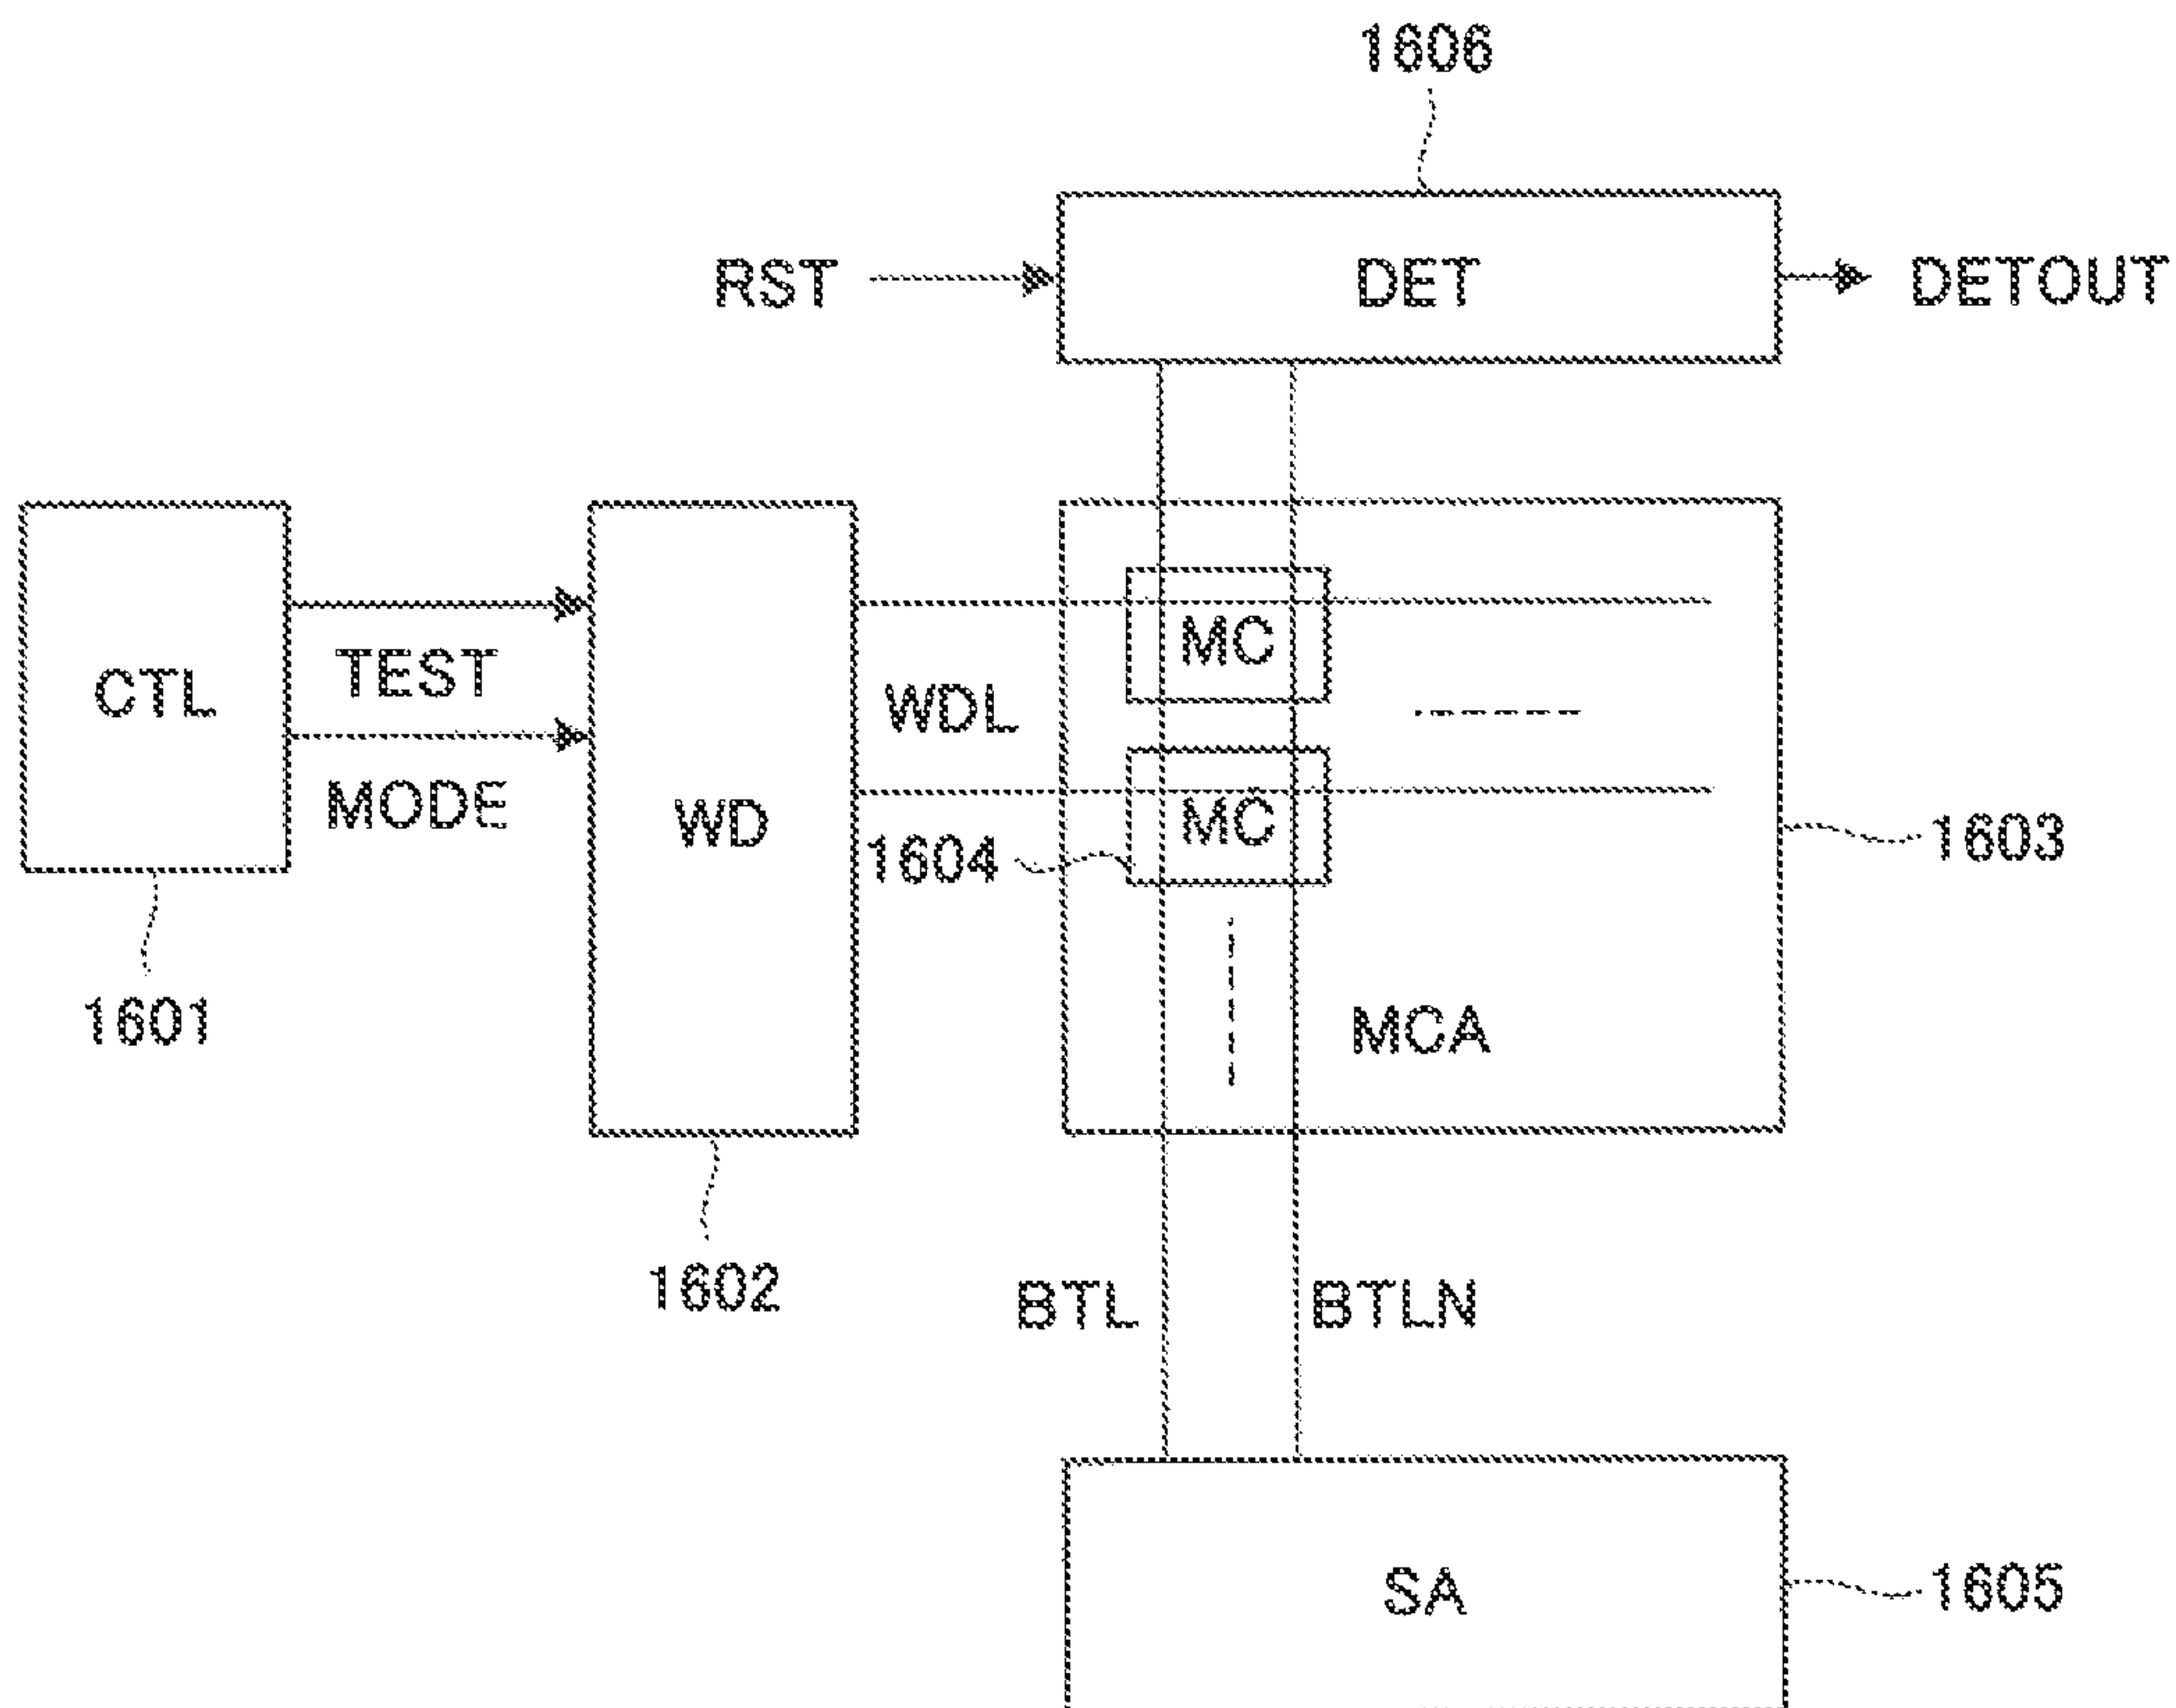 1606
RST
DET
DETOUT
CTL
TEST
MODE
WD
WDL
MC
MC
1604
1603
MCA
1601
1602
BTL
BTLN
SA
1605